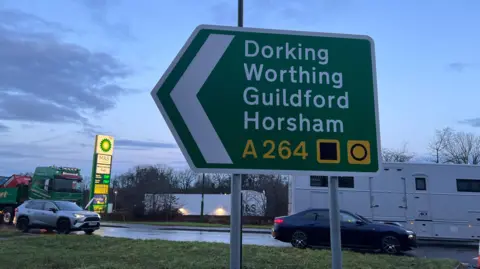 Dorking
Worthing
Guildford
Horsham
A264